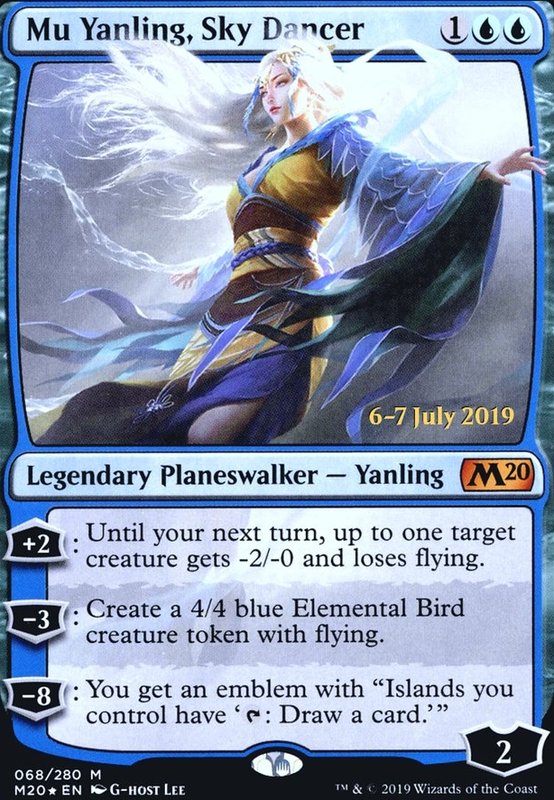 Mu Yanling, Sky Dancer 1
6–7 July 2019
Legendary Planeswalker — Yanling M20
+2 : Until your next turn, up to one target
creature gets -2/-0 and loses flying.
−3 : Create a 4/4 blue Elemental Bird
creature token with flying.
−8 : You get an emblem with “Islands you
control have ‘ : Draw a card.’”
2
068/280 M
M20★EN G-HOST LEE
™ & © 2019 Wizards of the Coast